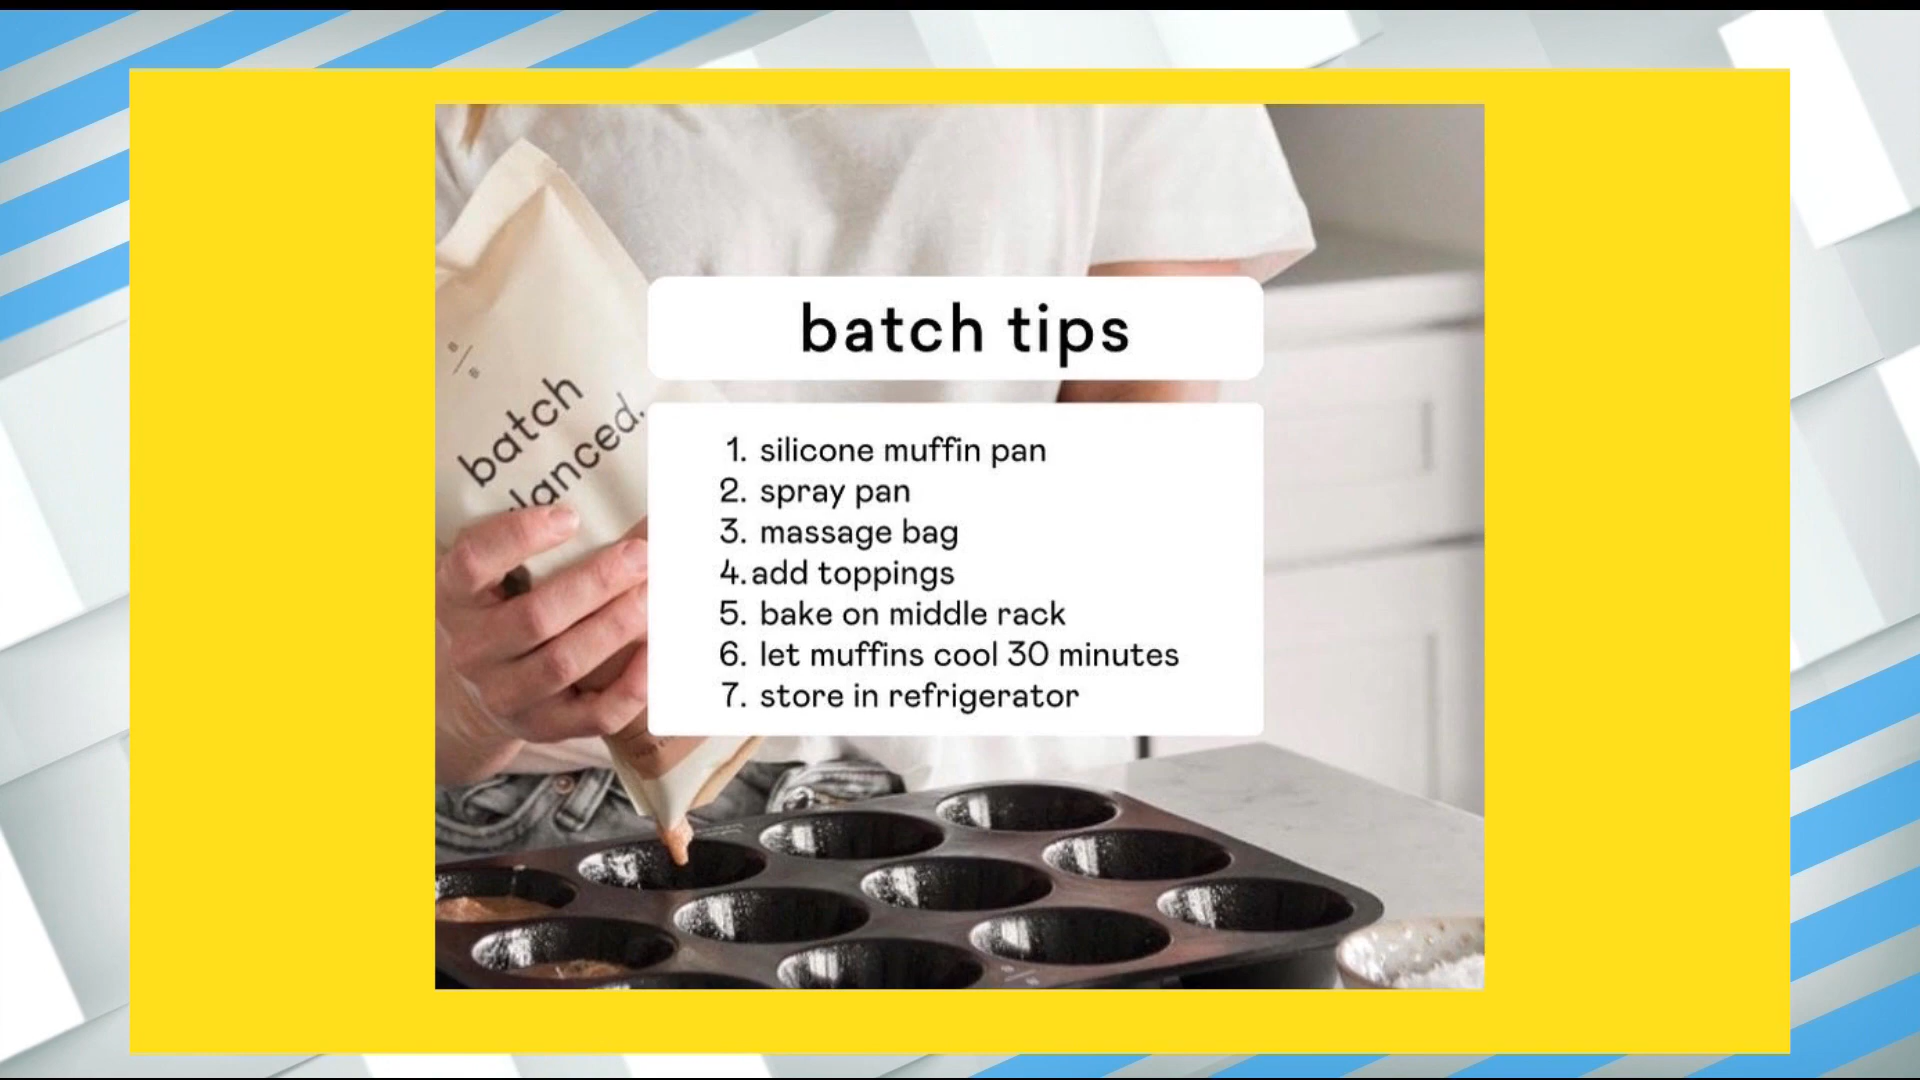 batch tips
B
B
batch
lanced.
1. silicone muffin pan
2. spray pan
3. massage bag
4. add toppings
5. bake on middle rack
6. let muffins cool 30 minutes
7. store in refrigerator